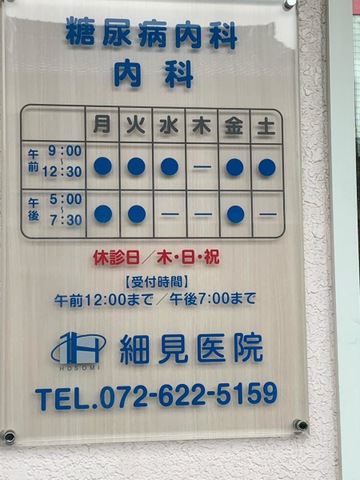 糖尿病内科
内科
月 火 水 木 金 土
午前 9:00~12:30 ● ● ● — ● ●
午後 5:00~7:30 ● ● — — ● —
休診日/木・日・祝
【受付時間】
午前12:00まで/午後7:00まで
HOSOMI 細見医院
TEL.072-622-5159